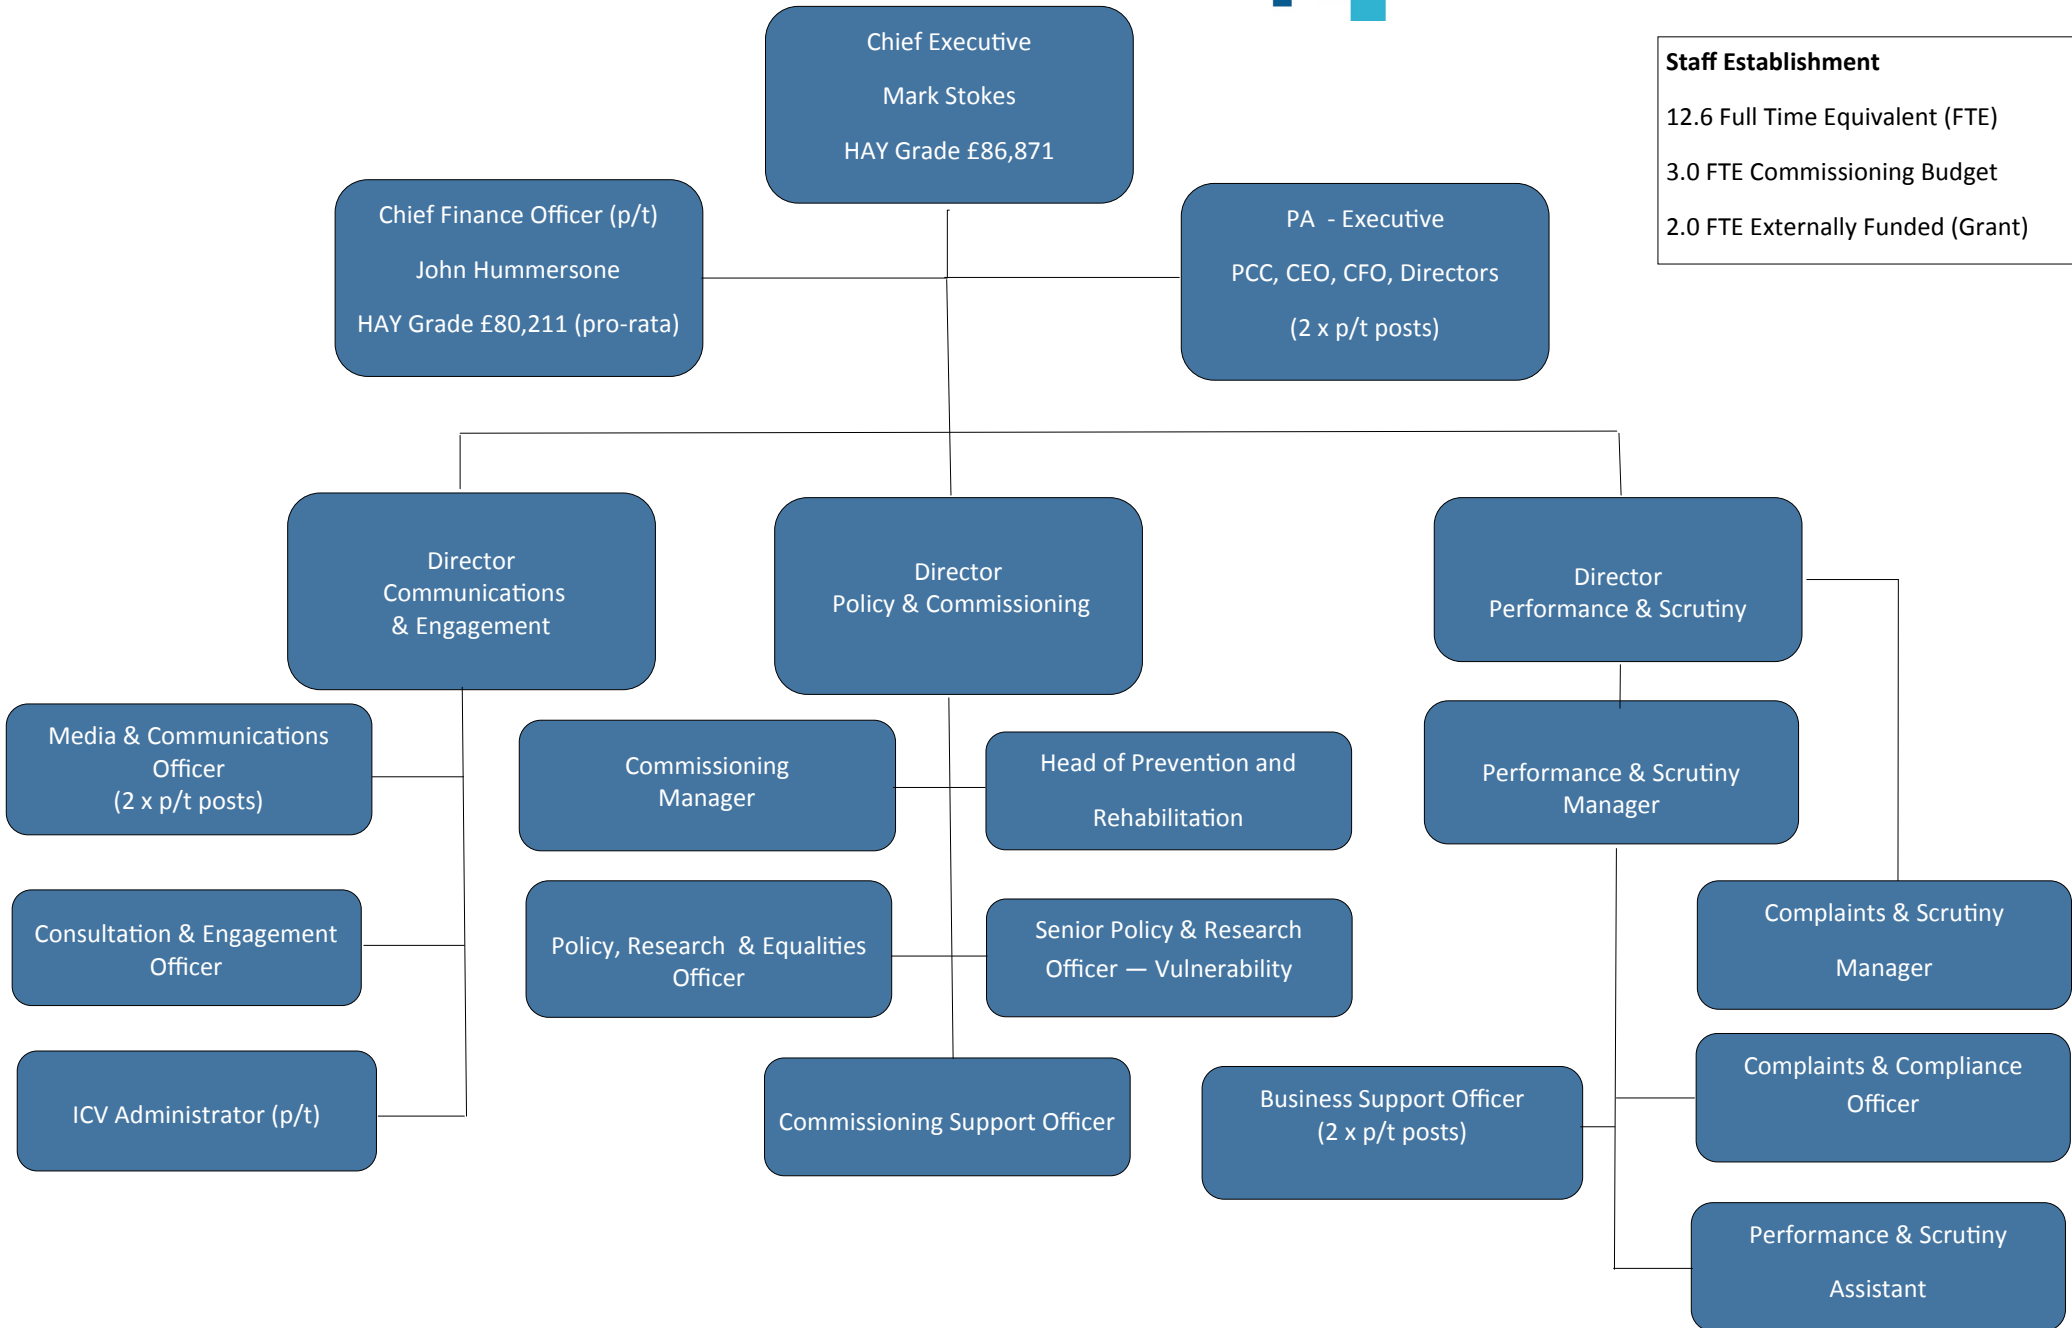 Chief Executive
Mark Stokes
HAY Grade £86,871
Staff Establishment
12.6 Full Time Equivalent (FTE)
3.0 FTE Commissioning Budget
2.0 FTE Externally Funded (Grant)
Chief Finance Officer (p/t)
John Hummersone
HAY Grade £80,211 (pro-rata)
PA  - Executive
PCC, CEO, CFO, Directors
(2 x p/t posts)
Director
Communications
& Engagement
Director
Policy & Commissioning
Director
Performance & Scrutiny
Media & Communications
Officer
(2 x p/t posts)
Commissioning
Manager
Head of Prevention and
Rehabilitation
Performance & Scrutiny
Manager
Consultation & Engagement
Officer
Policy, Research  & Equalities
Officer
Senior Policy & Research
Officer — Vulnerability
Complaints & Scrutiny
Manager
ICV Administrator (p/t)
Commissioning Support Officer
Business Support Officer
(2 x p/t posts)
Complaints & Compliance
Officer
Performance & Scrutiny
Assistant